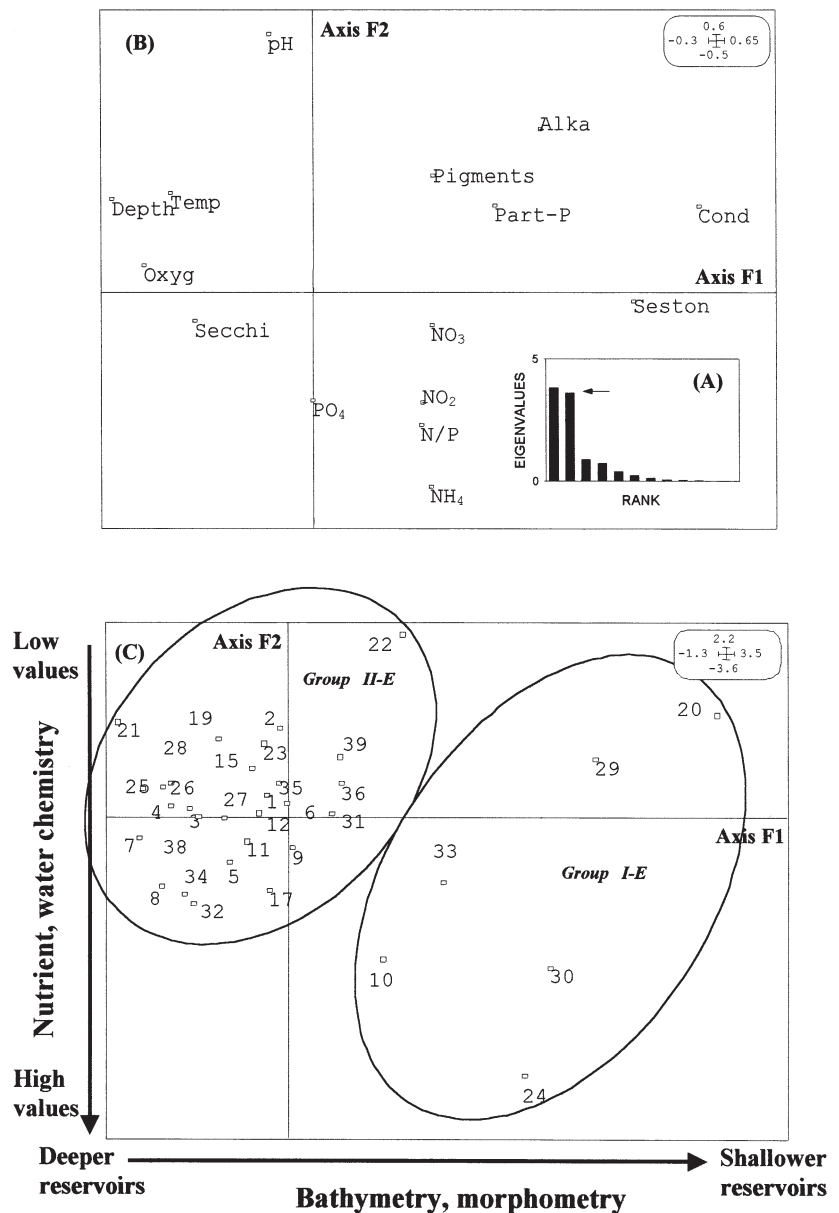 (B)
pH
Axis F2
0.6
-0.3 0.65
-0.5
Alka
Pigments
Depth
Temp
Part-P
Cond
Oxyg
Axis F1
Seston
Secchi
NO₃
5
(A)
EIGENVALUES
PO₄
NO₂
N/P
NH₄
0
RANK
Low values
(C)
Axis F2
22
2.2
-1.3 3.5
-3.6
Group II-E
21
19
2
20
28
15
23
39
29
25
26
35
36
4
27
1
6
3
12
31
Axis F1
7
38
11
9
33
Group I-E
34
5
8
32
17
10
30
24
Nutrient, water chemistry
High values
Deeper reservoirs
Shallower reservoirs
Bathymetry, morphometry